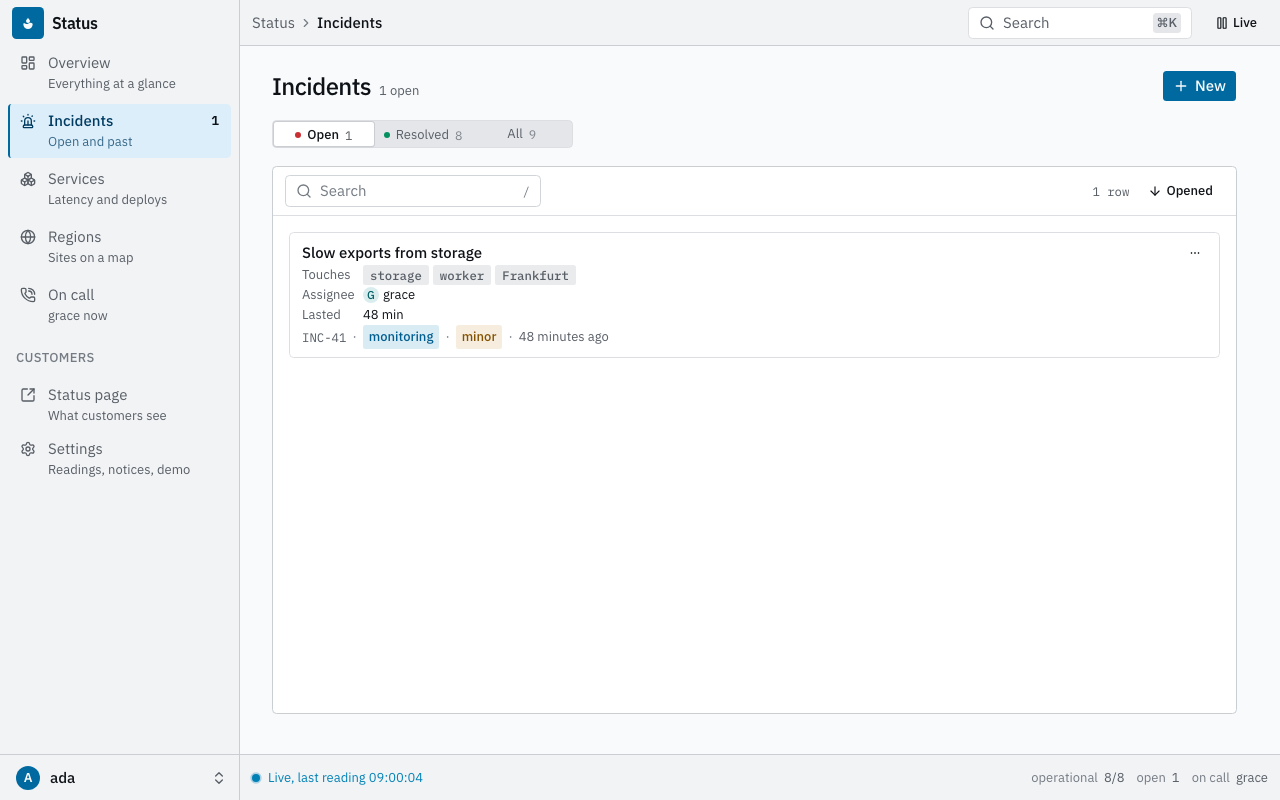 Status
Overview
Everything at a glance
Incidents 1
Open and past
Services
Latency and deploys
Regions
Sites on a map
On call
grace now
CUSTOMERS
Status page
What customers see
Settings
Readings, notices, demo
A ada
Status > Incidents
Search ⌘K
Live
Incidents 1 open
+ New
Open 1 Resolved 8 All 9
Search /
1 row ↓ Opened
Slow exports from storage ...
Touches storage worker Frankfurt
Assignee G grace
Lasted 48 min
INC-41 · monitoring · minor · 48 minutes ago
Live, last reading 09:00:04
operational 8/8 open 1 on call grace